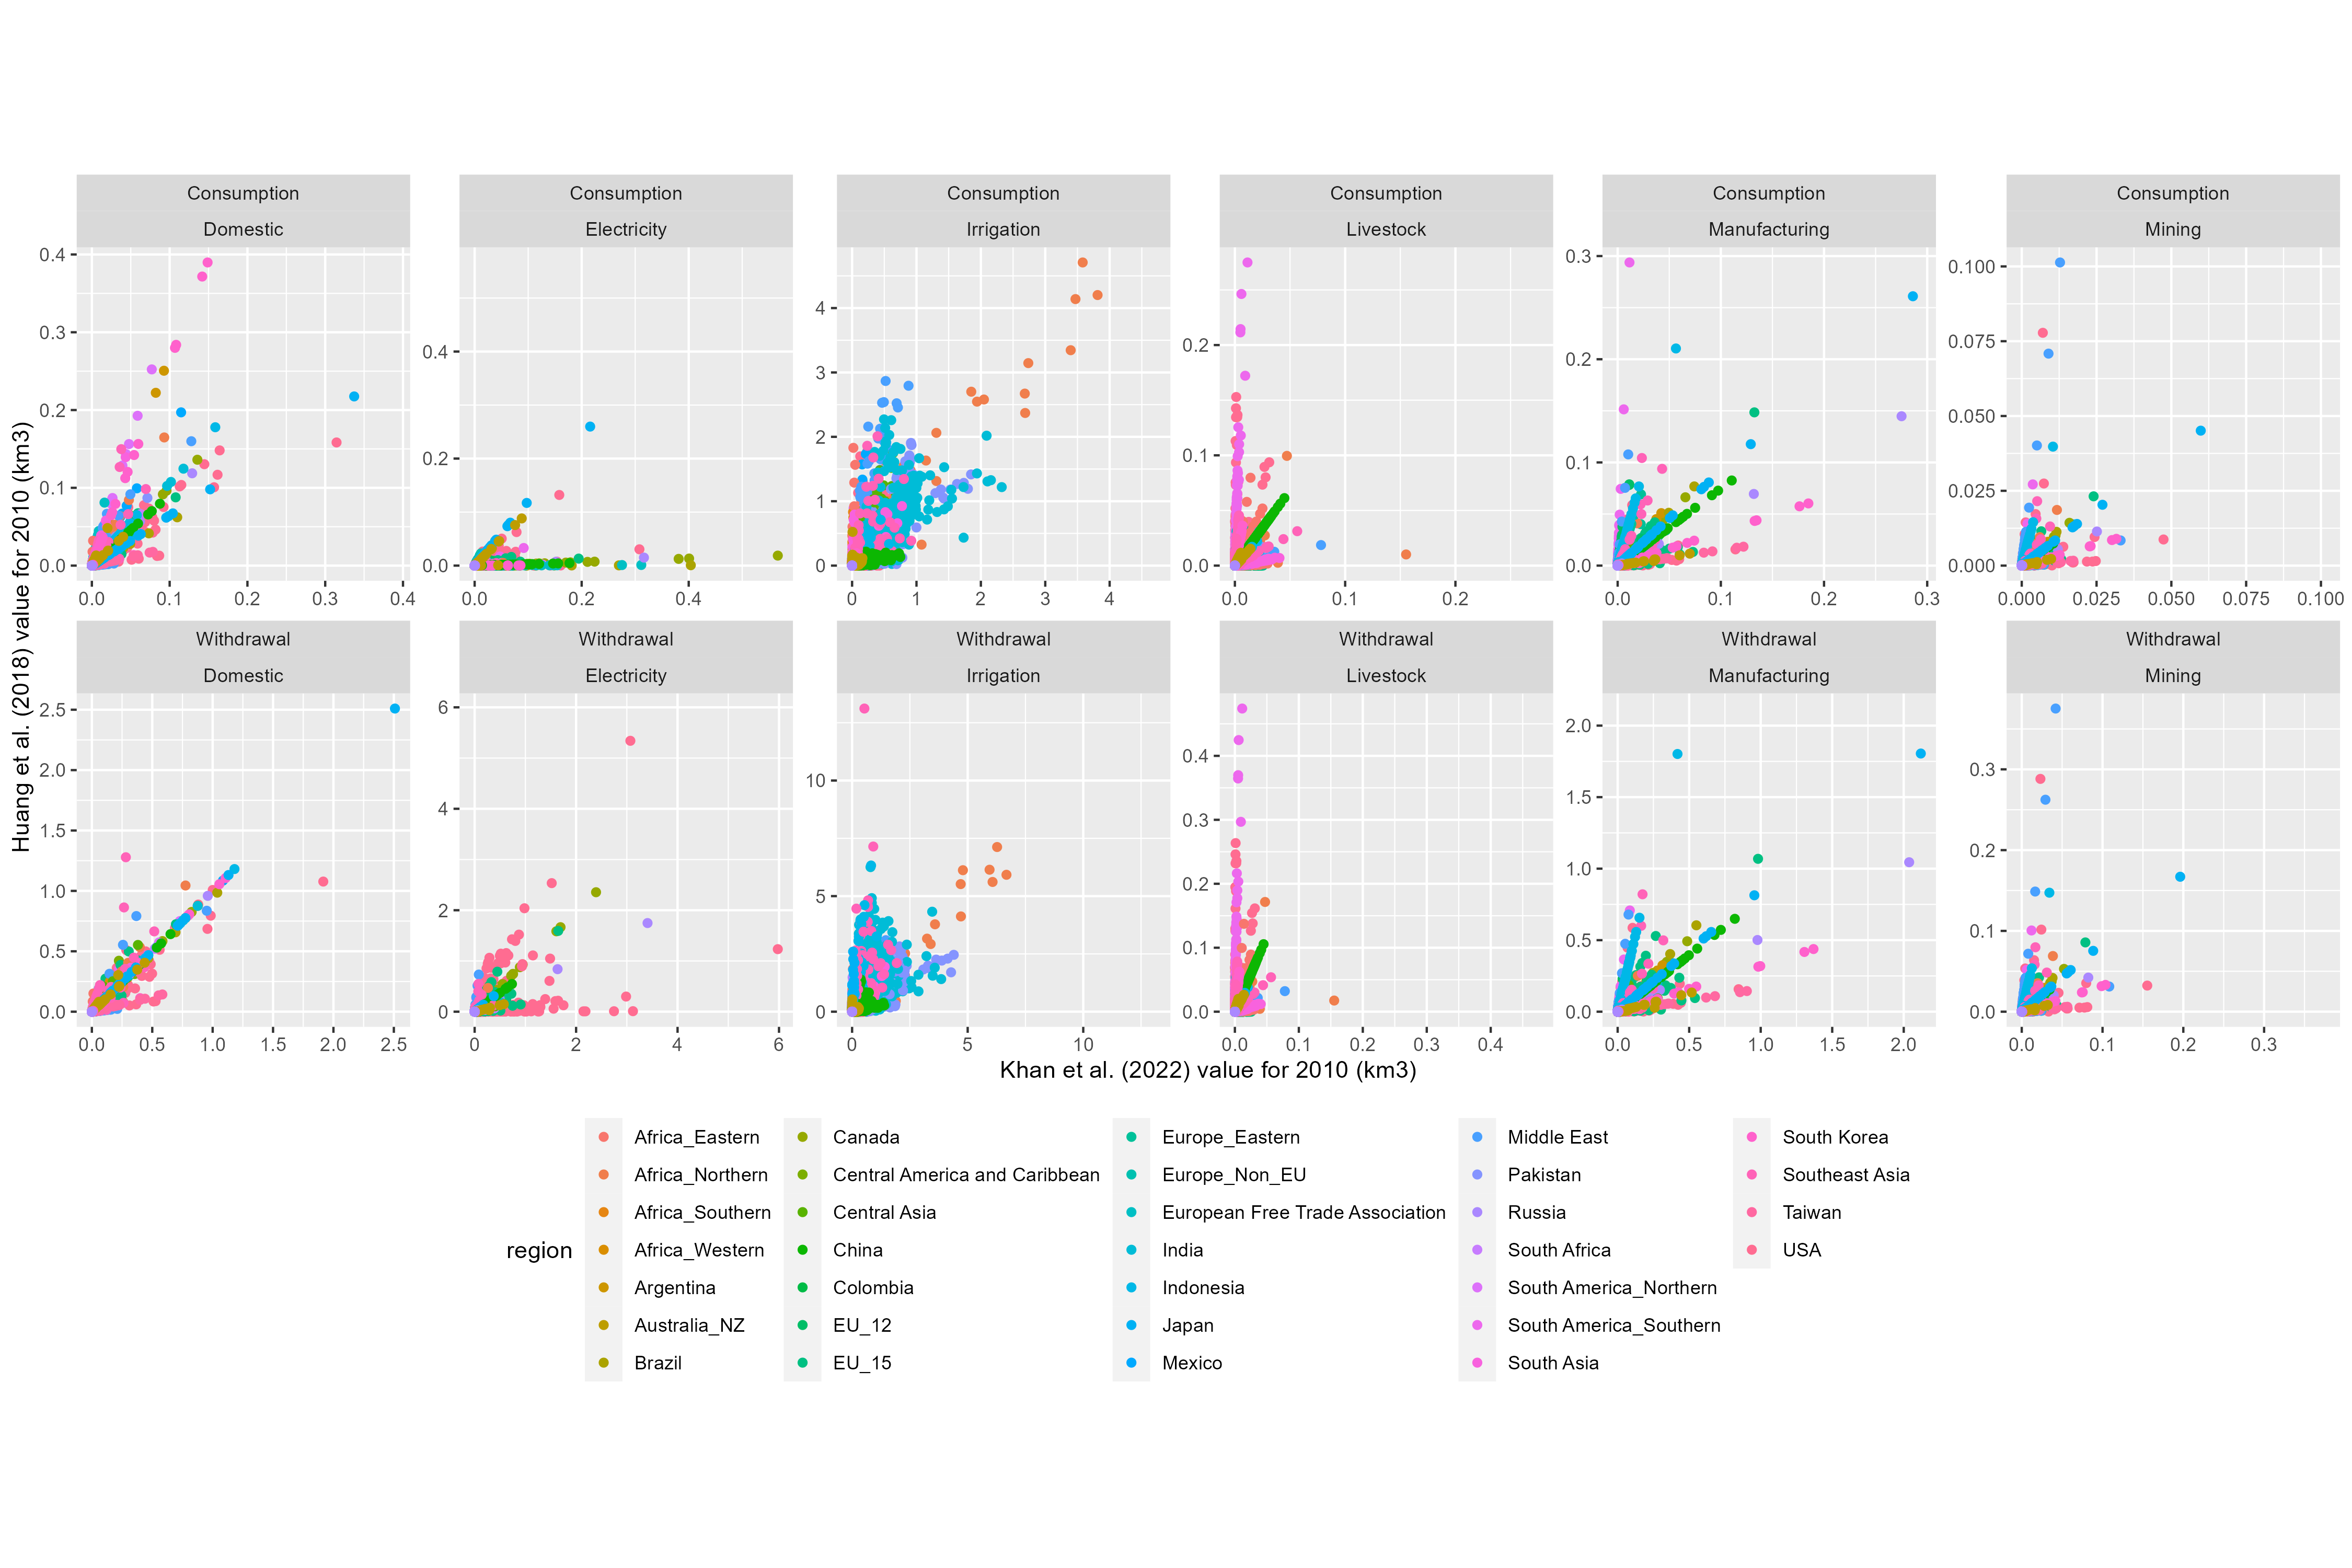 Consumption Consumption Consumption Consumption Consumption Consumption
Domestic Electricity Irrigation Livestock Manufacturing Mining
0.4
0.3
0.2
0.1
0.0
0.4
0.2
0.0
4
3
2
1
0
0.2
0.1
0.0
0.3
0.2
0.1
0.0
0.100
0.075
0.050
0.025
0.000
0.0 0.1 0.2 0.3 0.4 0.0 0.2 0.4 0 1 2 3 4 0.0 0.1 0.2 0.0 0.1 0.2 0.3 0.000 0.025 0.050 0.075 0.100
Huang et al. (2018) value for 2010 (km3)
Withdrawal Withdrawal Withdrawal Withdrawal Withdrawal Withdrawal
Domestic Electricity Irrigation Livestock Manufacturing Mining
2.5
2.0
1.5
1.0
0.5
0.0
6
4
2
0
10
5
0
0.4
0.3
0.2
0.1
0.0
2.0
1.5
1.0
0.5
0.0
0.3
0.2
0.1
0.0
0.0 0.5 1.0 1.5 2.0 2.5 0 2 4 6 0 5 10 0.0 0.1 0.2 0.3 0.4 0.0 0.5 1.0 1.5 2.0 0.0 0.1 0.2 0.3
Khan et al. (2022) value for 2010 (km3)
region
Africa_Eastern
Africa_Northern
Africa_Southern
Africa_Western
Argentina
Australia_NZ
Brazil
Canada
Central America and Caribbean
Central Asia
China
Colombia
EU_12
EU_15
Europe_Eastern
Europe_Non_EU
European Free Trade Association
India
Indonesia
Japan
Mexico
Middle East
Pakistan
Russia
South Africa
South America_Northern
South America_Southern
South Asia
South Korea
Southeast Asia
Taiwan
USA